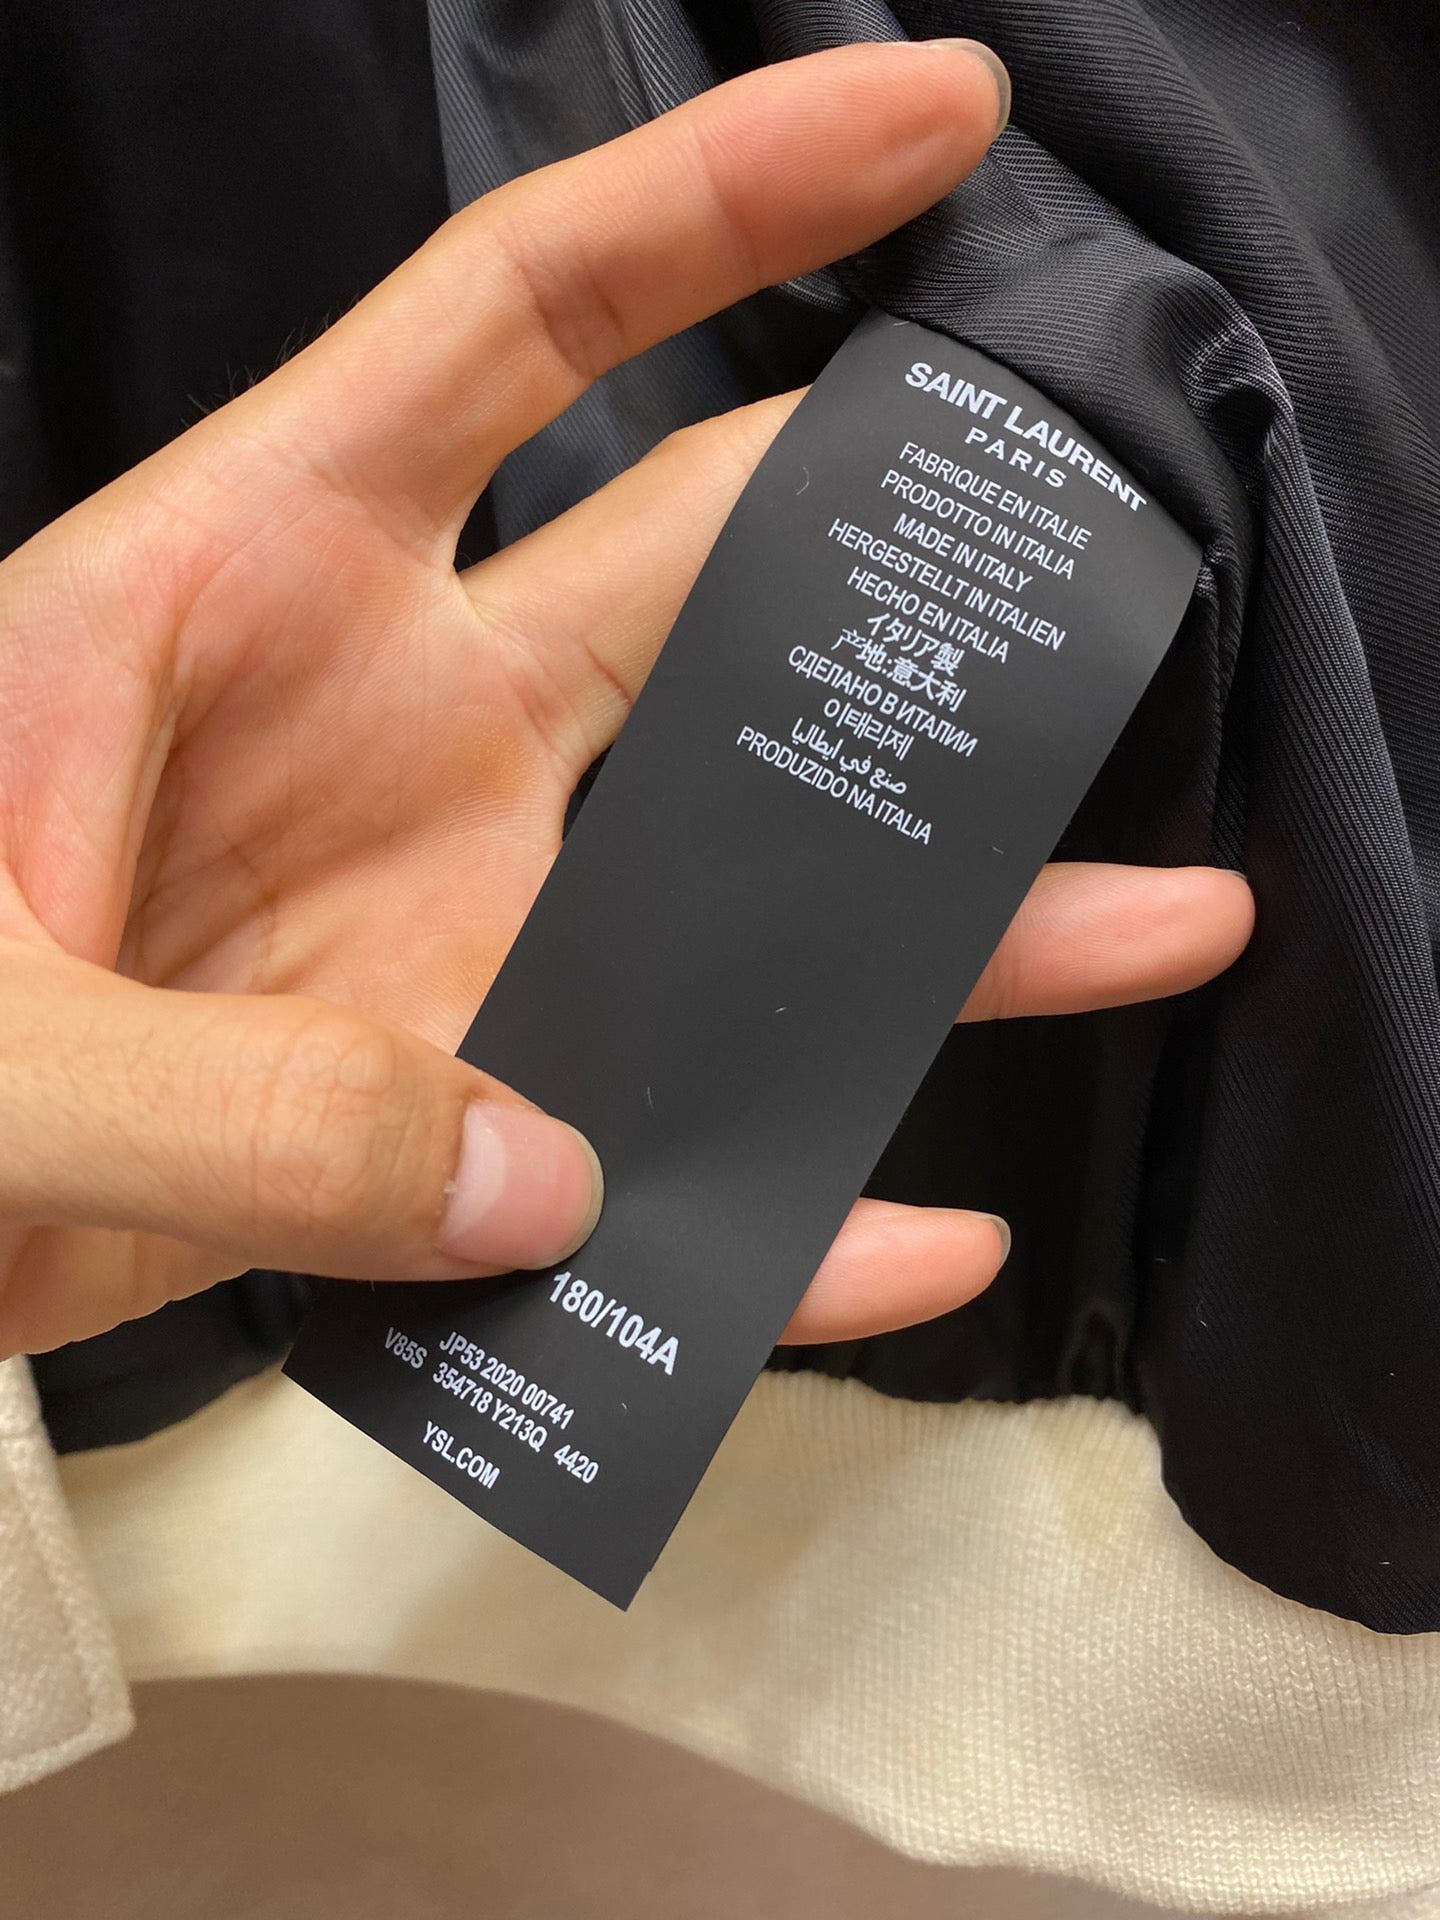 SAINT LAURENT
PARIS
FABRIQUE EN ITALIE
PRODOTTO IN ITALIA
MADE IN ITALY
HERGESTELLT IN ITALIEN
HECHO EN ITALIA
イタリア製
产地:意大利
СДЕЛАНО В ИТАЛИИ
이태리제
صنع في ايطاليا
PRODUZIDO NA ITALIA
180/104A
JP53 2020 00741
V85S 354718 Y213Q 4420
YSL.COM